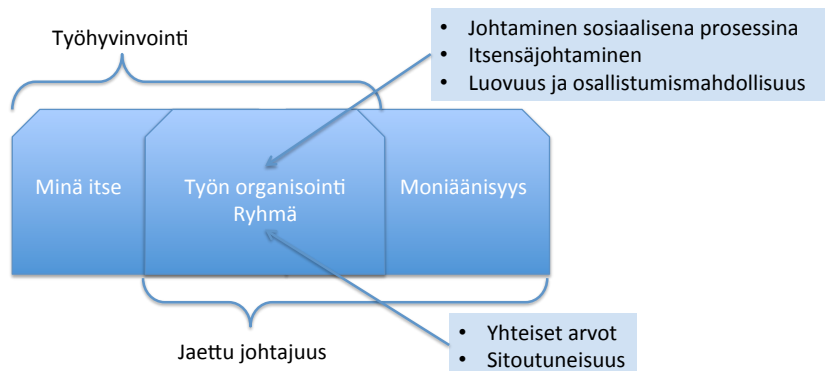 Työhyvinvointi
• Johtaminen sosiaalisena prosessina
• Itsensäjohtaminen
• Luovuus ja osallistumismahdollisuus
Minä itse
Työn organisointi
Ryhmä
Moniäänisyys
Jaettu johtajuus
• Yhteiset arvot
• Sitoutuneisuus